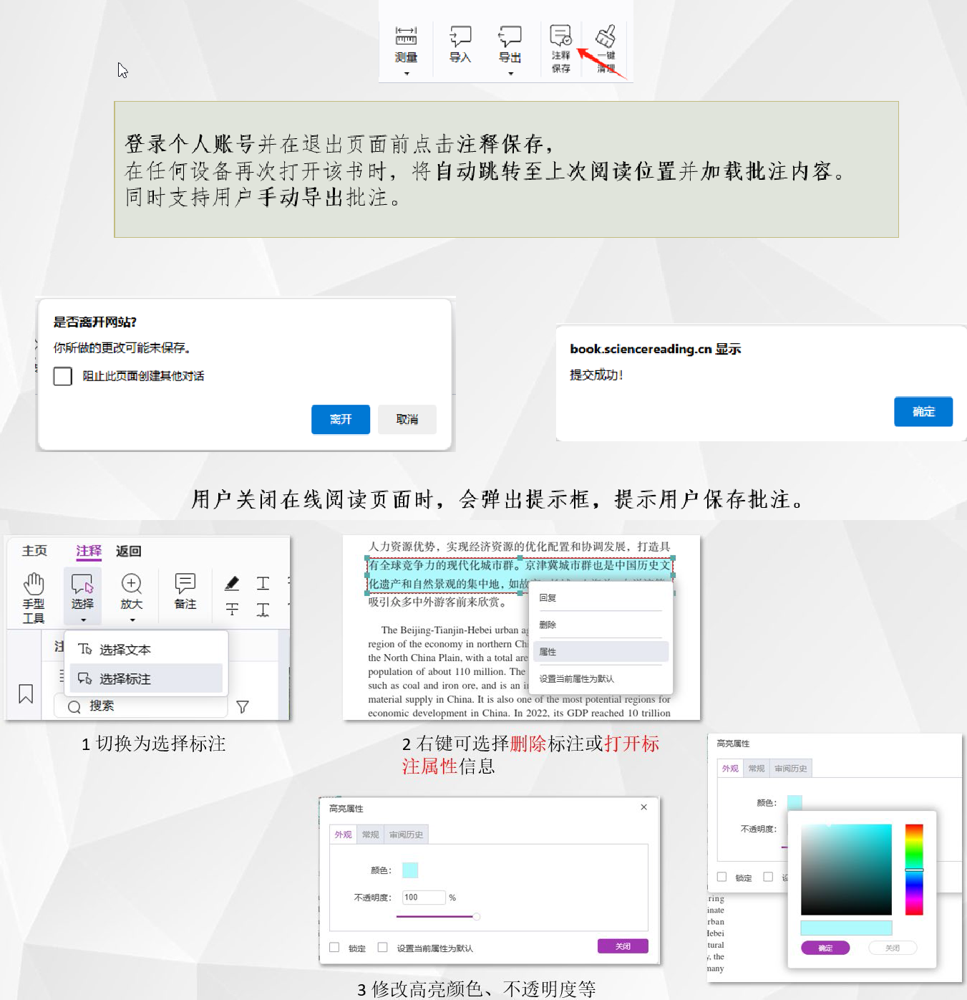 测量
导入
导出
注释
保存
一键
清理
登录个人账号并在退出页面前点击注释保存，
在任何设备再次打开该书时，将自动跳转至上次阅读位置并加载批注内容。
同时支持用户手动导出批注。
是否离开网站?
你所做的更改可能未保存。
阻止此页面创建其他对话
离开 取消
book.sciencereading.cn 显示
提交成功！
确定
用户关闭在线阅读页面时，会弹出提示框，提示用户保存批注。
主页 注释 返回
手型
工具
选择
放大
备注
注
选择文本
选择标注
搜索
1 切换为选择标注
人力资源优势，实现经济资源的优化配置和协调发展，打造具
有全球竞争力的现代化城市群。京津冀城市群也是中国历史文
化遗产和自然景观的集中地，如故
吸引众多中外游客前来欣赏。
The Beijing-Tianjin-Hebei urban
region of the economy in northern
the North China Plain, with a total
population of about 110 million. The
such as coal and iron ore, and is an
material supply in China. It is also one of the most potential regions for
economic development in China. In 2022, its GDP reached 10 trillion
回复
删除
属性
设置当前属性为默认
2 右键可选择删除标注或打开标
注属性信息
高亮属性
外观 常规 审阅历史
颜色：
不透明度： 100 %
锁定 设置当前属性为默认
关闭
3 修改高亮颜色、不透明度等
高亮属性
外观 常规 审阅历史
颜色：
不透明度：
锁定
确定 关闭
ring
inate
rban
Hebei
tural
y, the
many